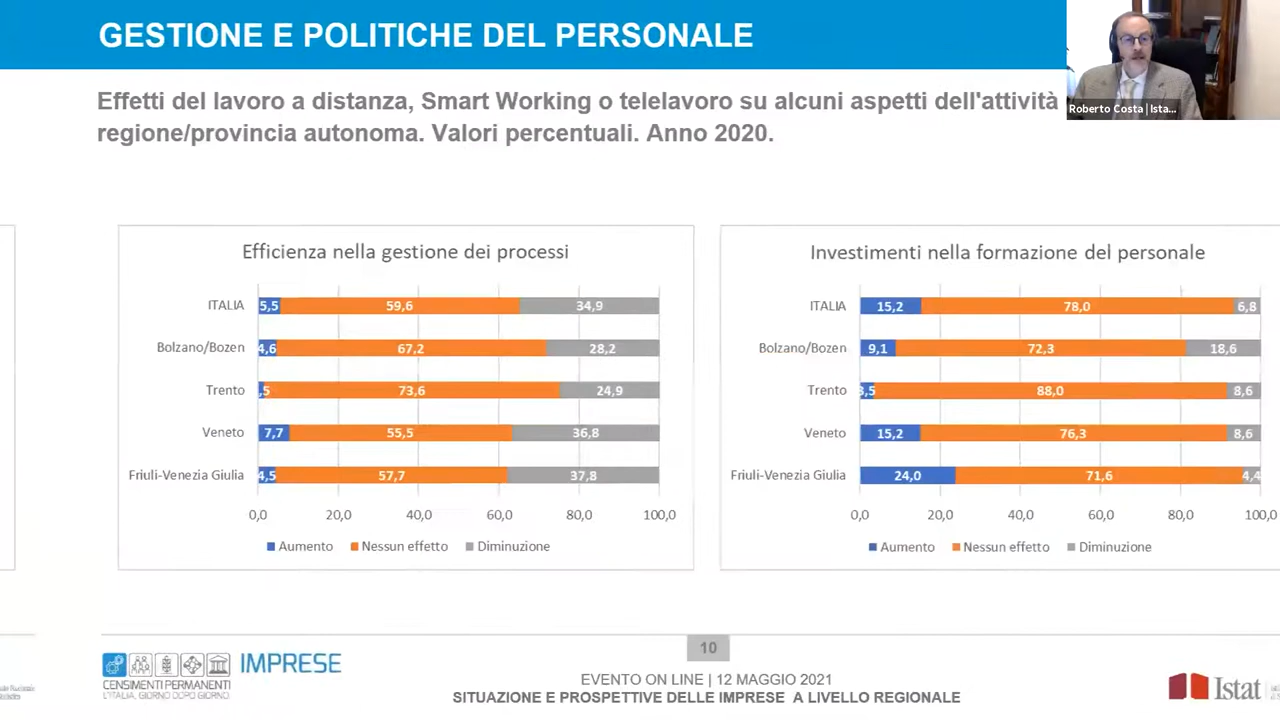 GESTIONE E POLITICHE DEL PERSONALE
Roberto Costa | Ista...
Effetti del lavoro a distanza, Smart Working o telelavoro su alcuni aspetti dell'attività
regione/provincia autonoma. Valori percentuali. Anno 2020.
Efficienza nella gestione dei processi
ITALIA 5,5 59,6 34,9
Bolzano/Bozen 4,6 67,2 28,2
Trento ,5 73,6 24,9
Veneto 7,7 55,5 36,8
Friuli-Venezia Giulia 4,5 57,7 37,8
0,0 20,0 40,0 60,0 80,0 100,0
Aumento Nessun effetto Diminuzione
Investimenti nella formazione del personale
ITALIA 15,2 78,0 6,8
Bolzano/Bozen 9,1 72,3 18,6
Trento 3,5 88,0 8,6
Veneto 15,2 76,3 8,6
Friuli-Venezia Giulia 24,0 71,6 4,4
0,0 20,0 40,0 60,0 80,0 100,0
Aumento Nessun effetto Diminuzione
IMPRESE
CENSIMENTI PERMANENTI
L'ITALIA, GIORNO DOPO GIORNO
10
EVENTO ON LINE | 12 MAGGIO 2021
SITUAZIONE E PROSPETTIVE DELLE IMPRESE A LIVELLO REGIONALE
Istat